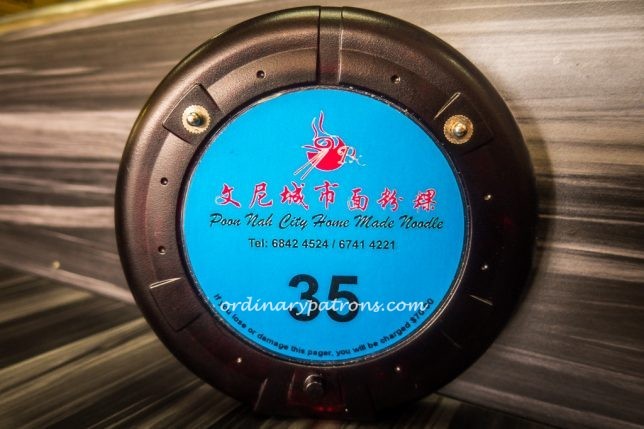 文尼城市面粉粿
Poon Nah City Home Made Noodle
Tel: 6842 4524 / 6741 4221
35
ordinarypatrons.com
If you lose or damage this pager, you will be charged